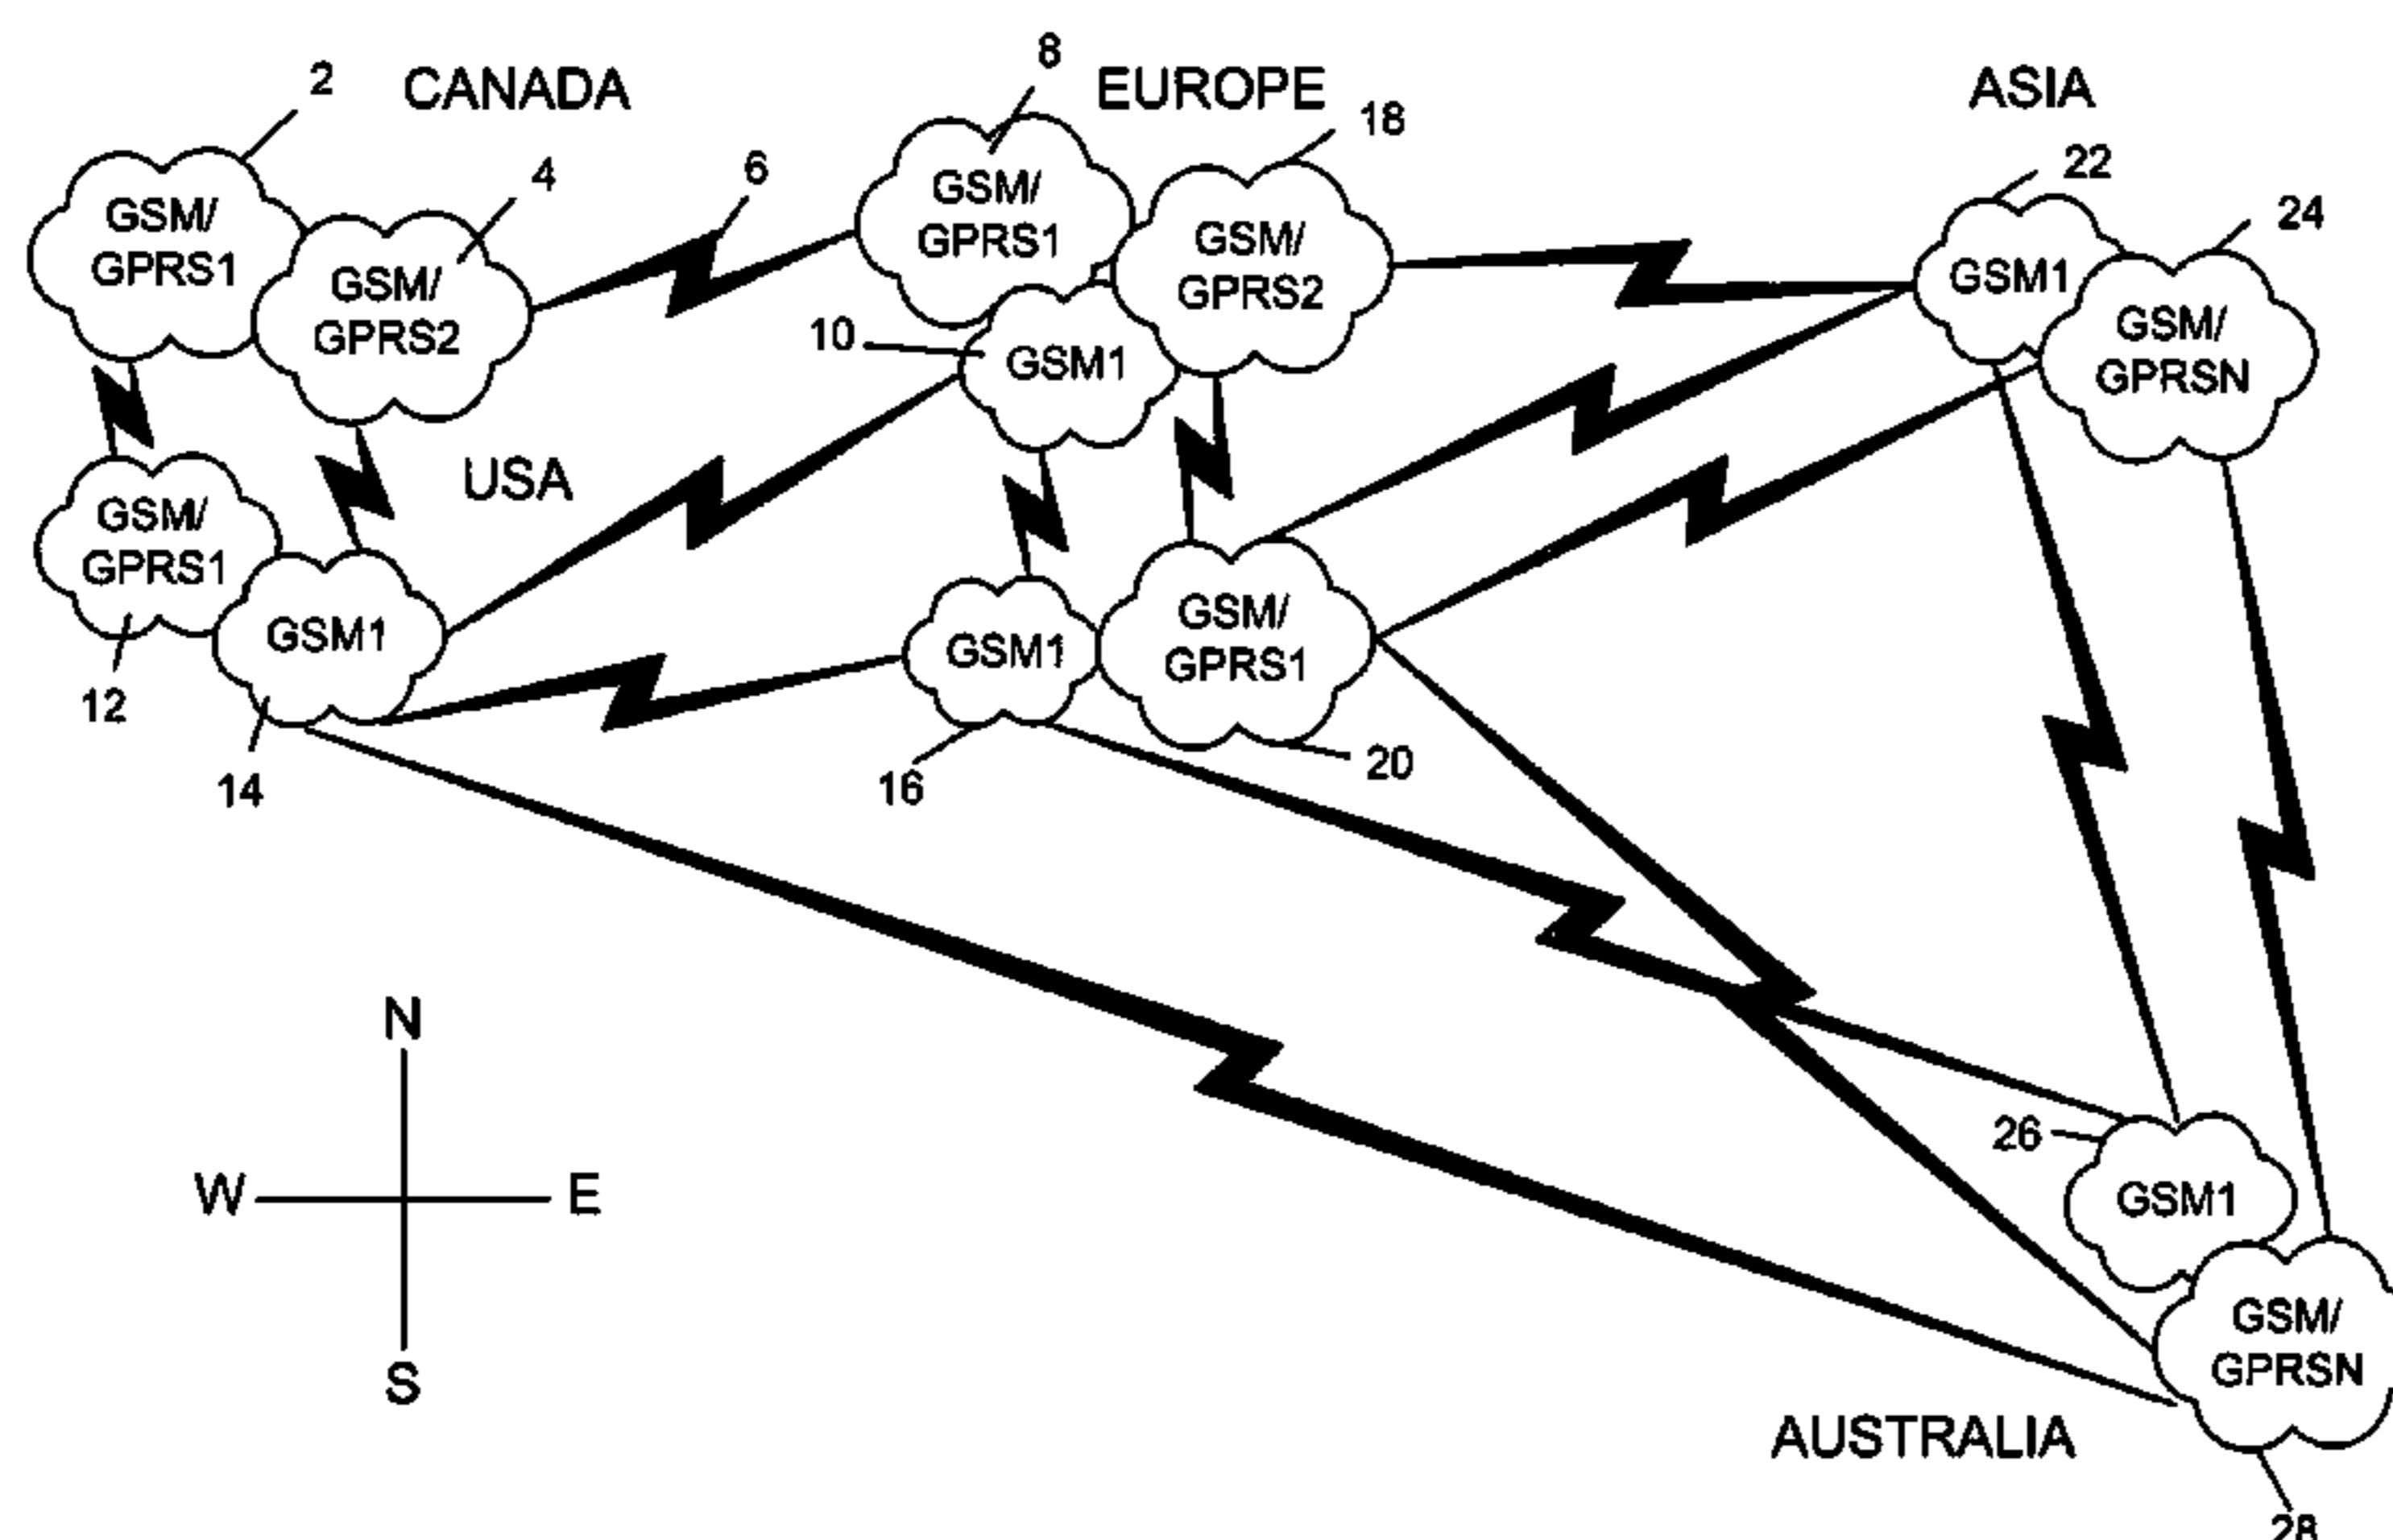 CANADA
EUROPE
ASIA
2
4
6
8
18
22
24
GSM/
GPRS1
GSM/
GPRS2
GSM/
GPRS1
GSM/
GPRS2
10
GSM1
GSM1
GSM/
GPRSN
USA
GSM/
GPRS1
12
GSM1
14
GSM1
16
GSM/
GPRS1
20
N
W
E
S
26
GSM1
GSM/
GPRSN
AUSTRALIA
28